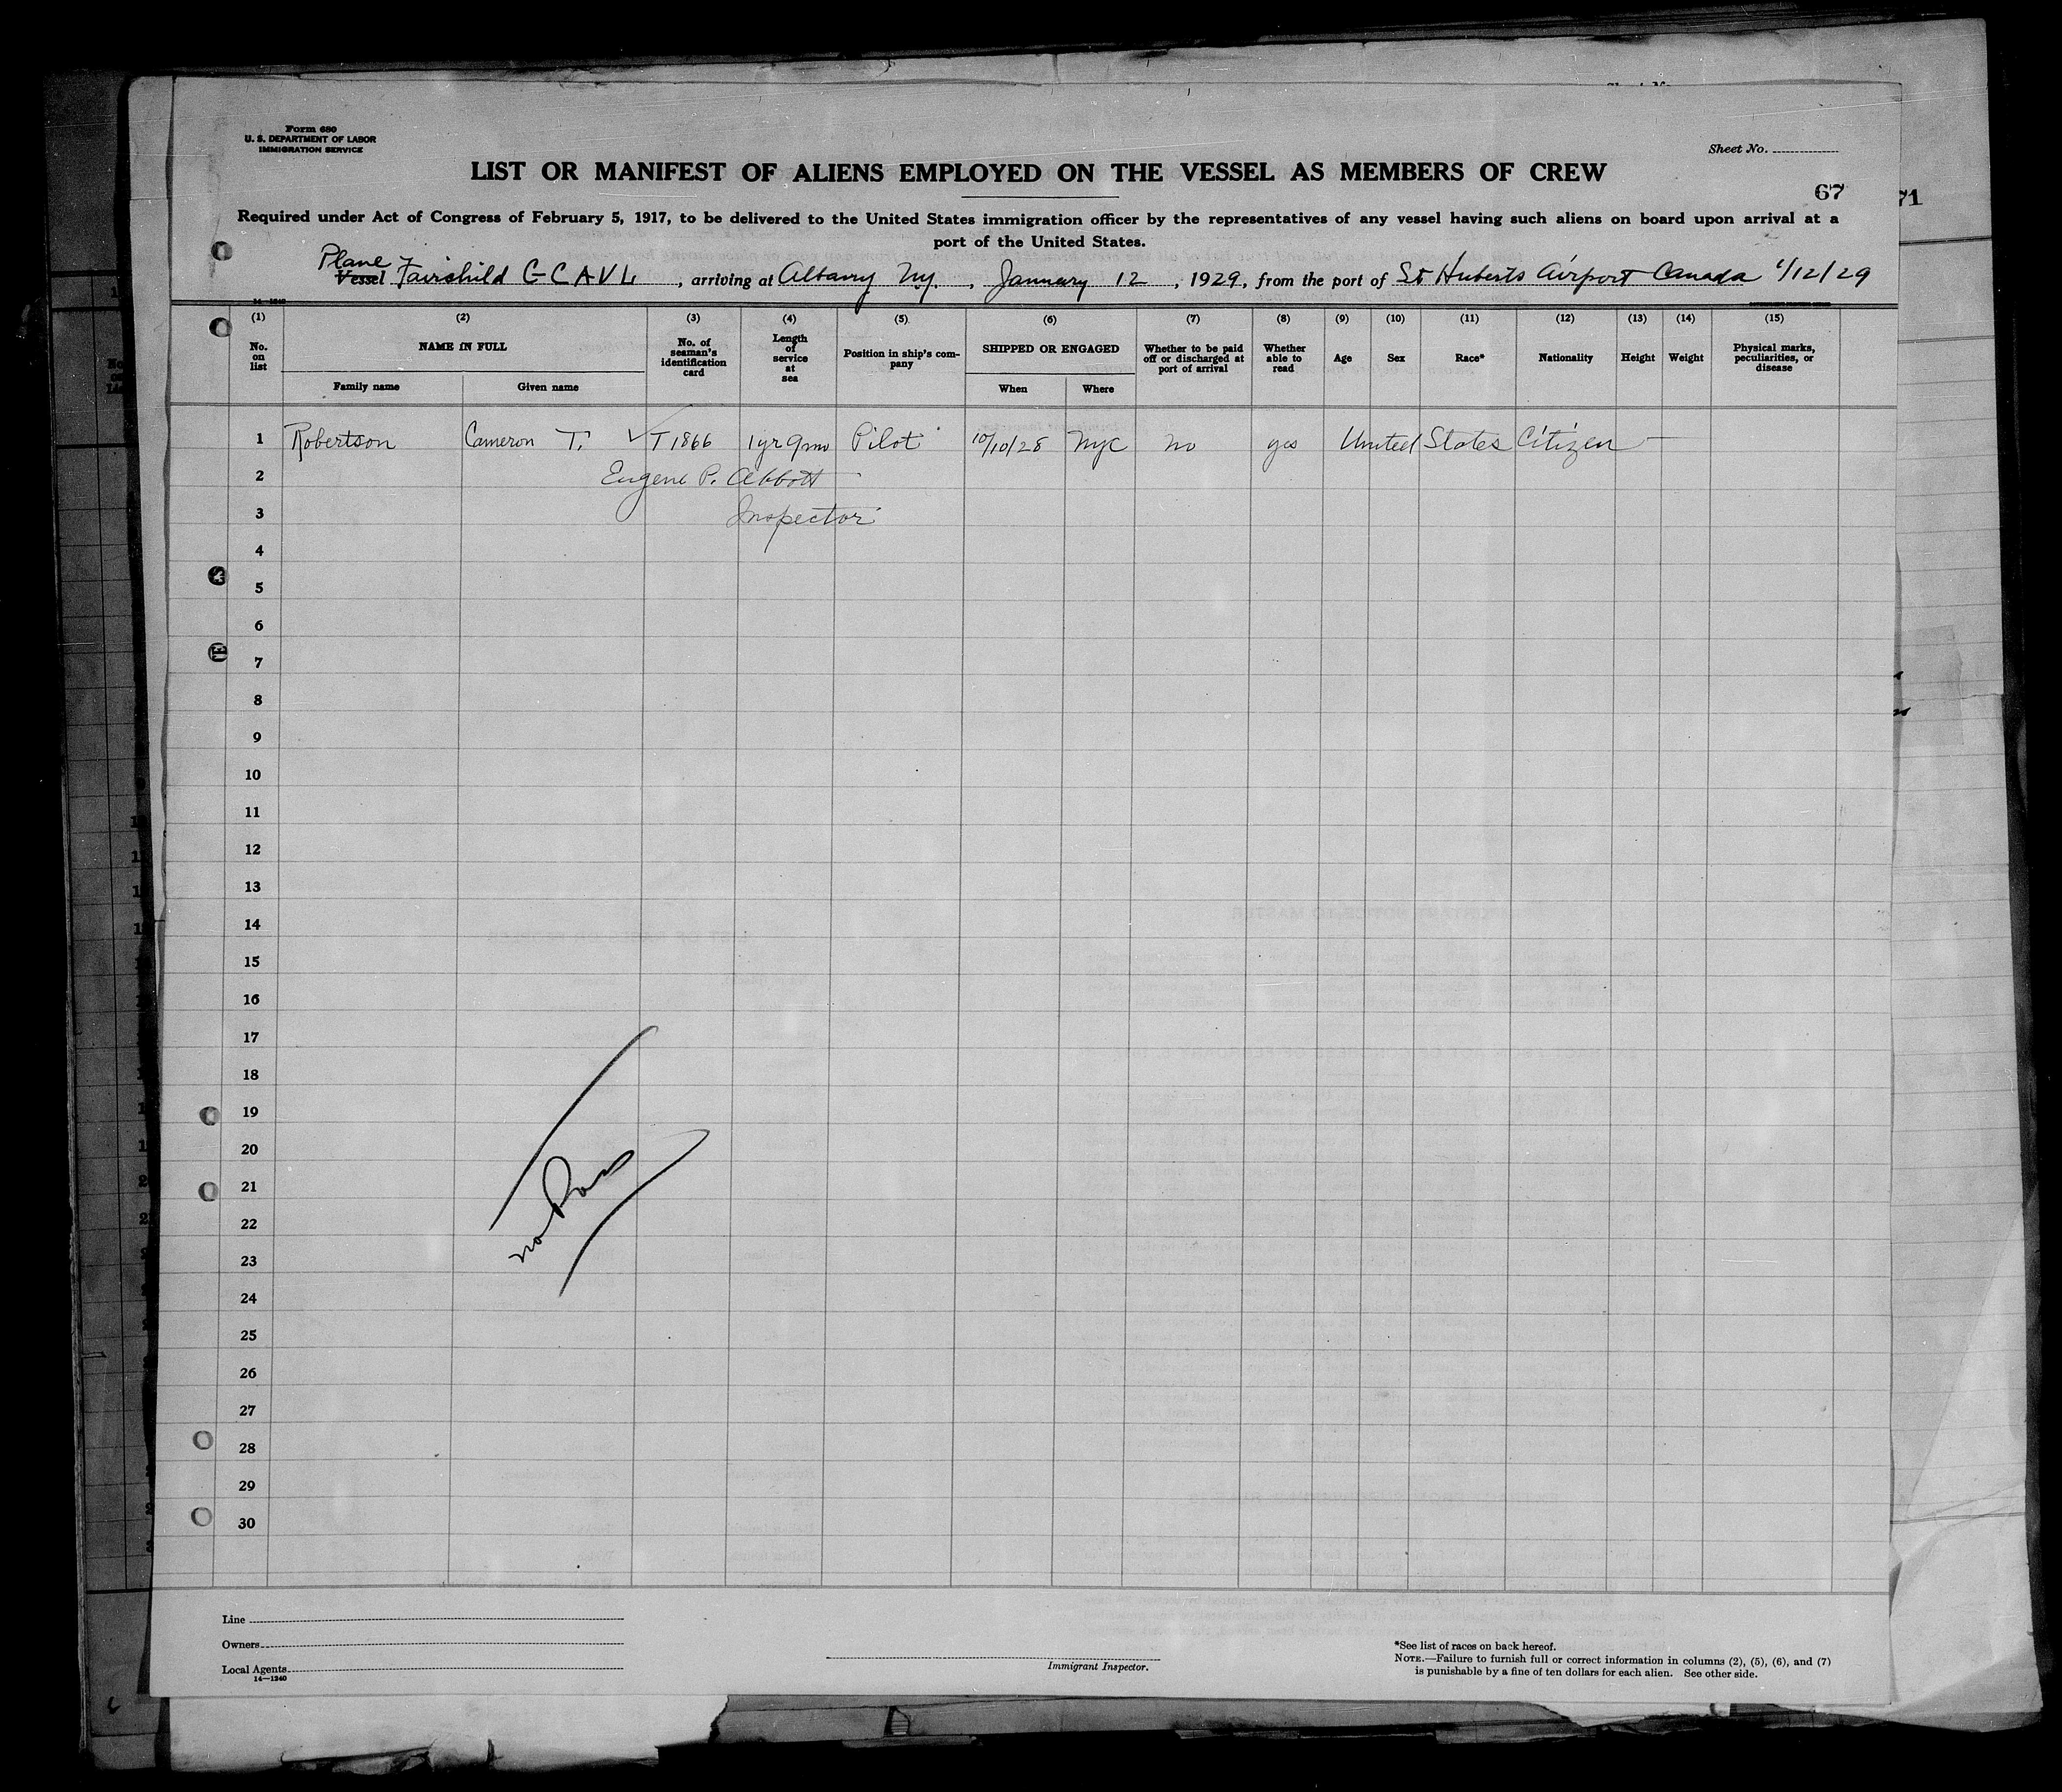 Form 680
U. S. DEPARTMENT OF LABOR
IMMIGRATION SERVICE
Sheet No.
LIST OR MANIFEST OF ALIENS EMPLOYED ON THE VESSEL AS MEMBERS OF CREW
67
71
Required under Act of Congress of February 5, 1917, to be delivered to the United States immigration officer by the representatives of any vessel having such aliens on board upon arrival at a
port of the United States.
Plane
Vessel Fairchild G C A V L, arriving at Albany Ny., January 12, 1929, from the port of St Huberts Airport Canada 1/12/29
14—1240
(1) (2) (3) (4) (5) (6) (7) (8) (9) (10) (11) (12) (13) (14) (15)
No. on list
NAME IN FULL
Family name
Given name
No. of seaman's identification card
Length of service at sea
Position in ship's company
SHIPPED OR ENGAGED
When
Where
Whether to be paid off or discharged at port of arrival
Whether able to read
Age
Sex
Race*
Nationality
Height
Weight
Physical marks, peculiarities, or disease
1 Robertson Cameron T. ✓ T1866 1yr 9mo Pilot 10/10/28 Nyc no yes United States Citizen —
2 Eugene P. Abbott
3 Inspector
4
5
6
7
8
9
10
11
12
13
14
15
16
17
18
19
20
21
22
23
24
25
26
27
28
29
30
no Pass
Line
Owners
Local Agents
14—1240
Immigrant Inspector.
*See list of races on back hereof.
NOTE.—Failure to furnish full or correct information in columns (2), (5), (6), and (7)
is punishable by a fine of ten dollars for each alien. See other side.